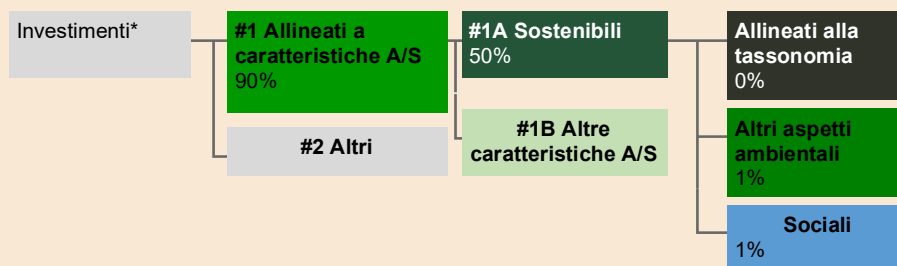 Investimenti*
#1 Allineati a
caratteristiche A/S
90%
#2 Altri
#1A Sostenibili
50%
#1B Altre
caratteristiche A/S
Allineati alla
tassonomia
0%
Altri aspetti
ambientali
1%
Sociali
1%